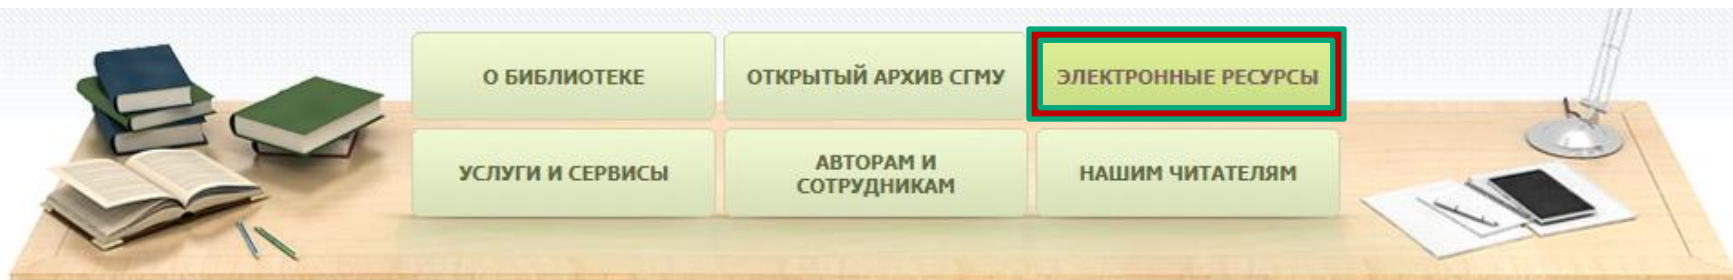 О БИБЛИОТЕКЕ
ОТКРЫТЫЙ АРХИВ СГМУ
ЭЛЕКТРОННЫЕ РЕСУРСЫ
УСЛУГИ И СЕРВИСЫ
АВТОРАМ И
СОТРУДНИКАМ
НАШИМ ЧИТАТЕЛЯМ